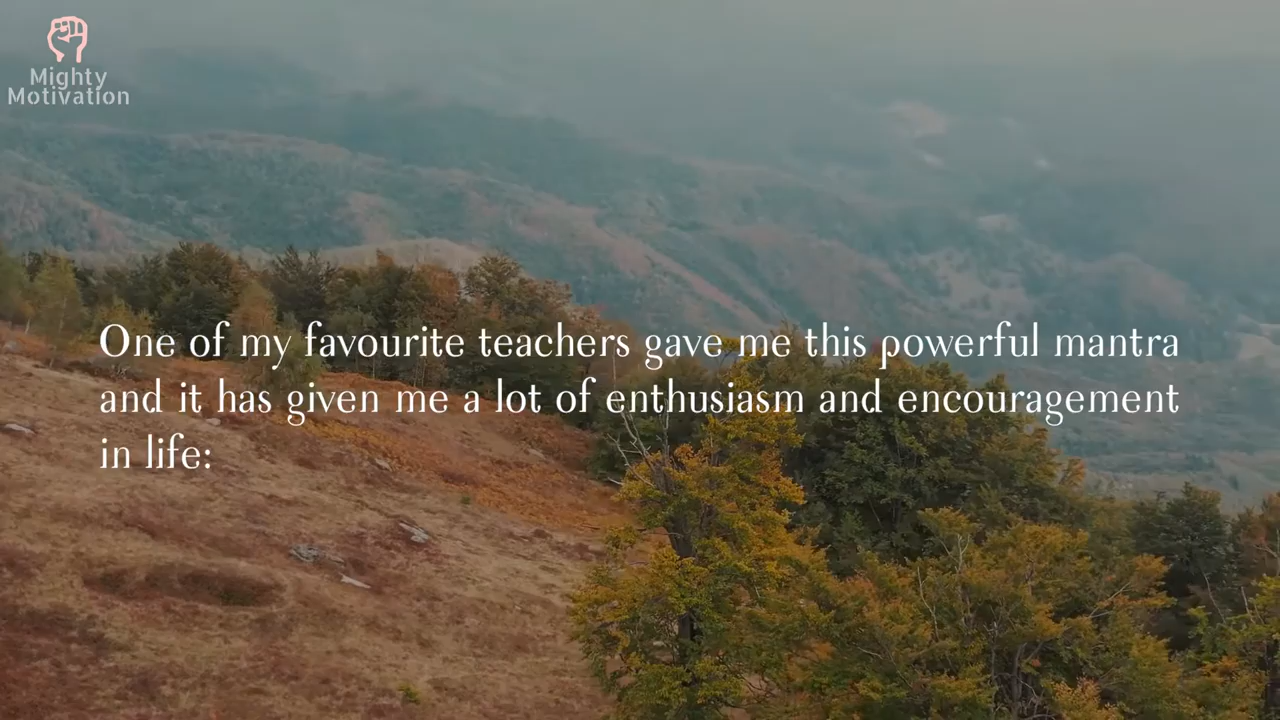 Mighty
Motivation
One of my favourite teachers gave me this powerful mantra
and it has given me a lot of enthusiasm and encouragement
in life: